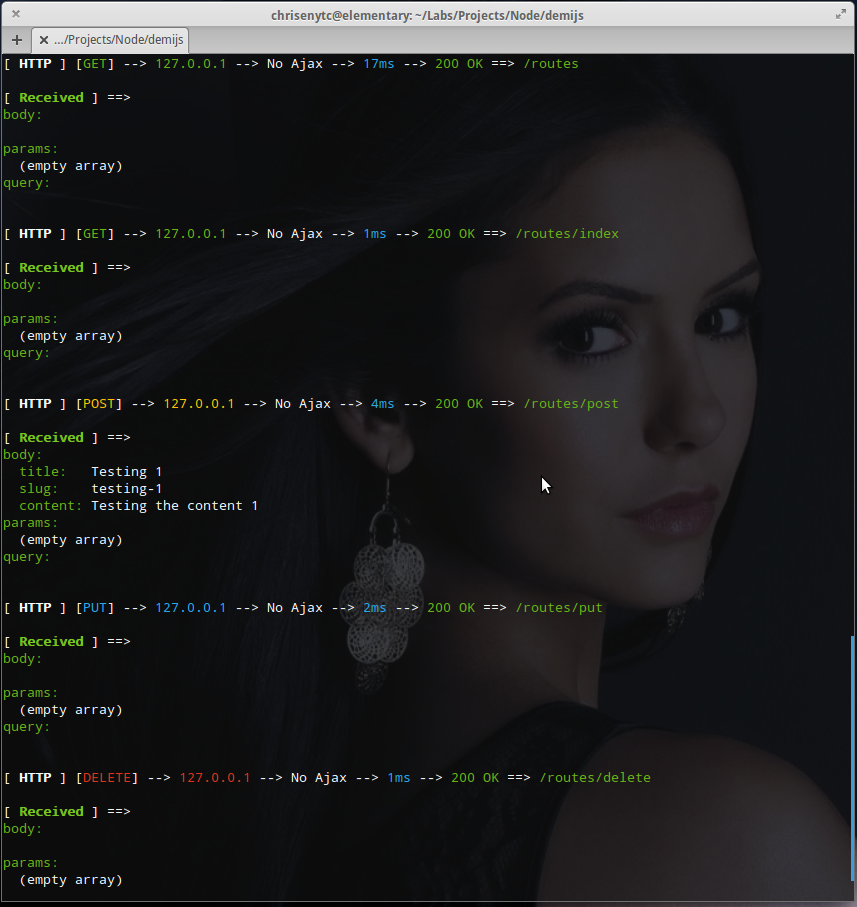 chrisenytc@elementary: ~/Labs/Projects/Node/demijs
.../Projects/Node/demijs
[ HTTP ] [GET] --> 127.0.0.1 --> No Ajax --> 17ms --> 200 OK ==> /routes
[ Received ] ==>
body:
params:
(empty array)
query:
[ HTTP ] [GET] --> 127.0.0.1 --> No Ajax --> 1ms --> 200 OK ==> /routes/index
[ Received ] ==>
body:
params:
(empty array)
query:
[ HTTP ] [POST] --> 127.0.0.1 --> No Ajax --> 4ms --> 200 OK ==> /routes/post
[ Received ] ==>
body:
title:   Testing 1
slug:    testing-1
content: Testing the content 1
params:
(empty array)
query:
[ HTTP ] [PUT] --> 127.0.0.1 --> No Ajax --> 2ms --> 200 OK ==> /routes/put
[ Received ] ==>
body:
params:
(empty array)
query:
[ HTTP ] [DELETE] --> 127.0.0.1 --> No Ajax --> 1ms --> 200 OK ==> /routes/delete
[ Received ] ==>
body:
params:
(empty array)